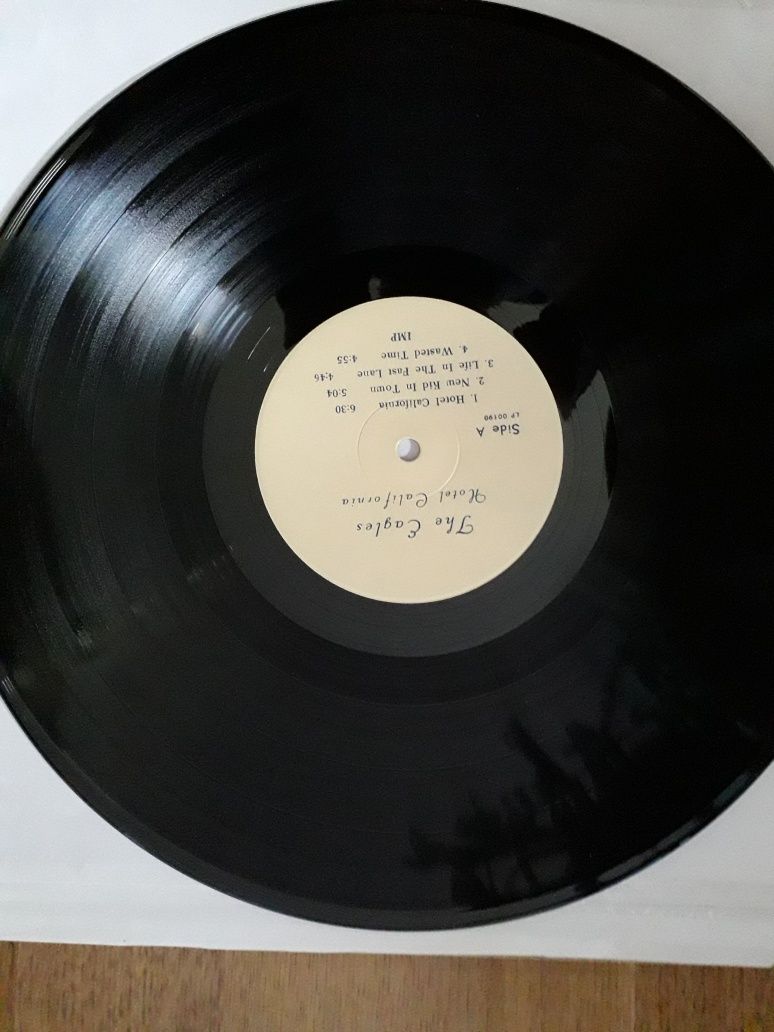 The Eagles
Hotel California
Side A
LP 00190
1. Hotel California 6:30
2. New Kid In Town 5:04
3. Life In The Fast Lane 4:46
4. Wasted Time 4:55
IMP